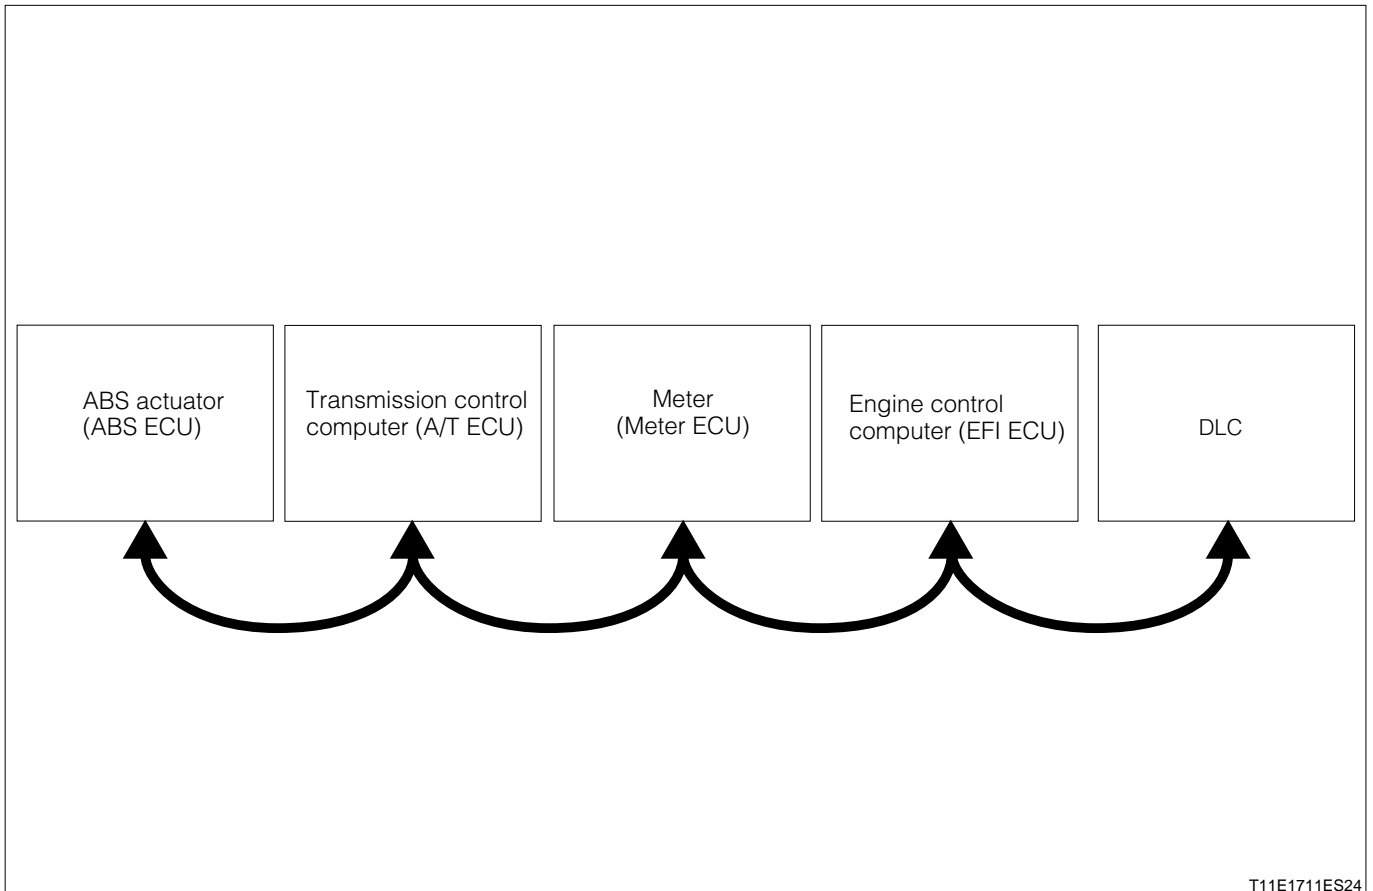 ABS actuator
(ABS ECU)
Transmission control
computer (A/T ECU)
Meter
(Meter ECU)
Engine control
computer (EFI ECU)
DLC
T11E1711ES24